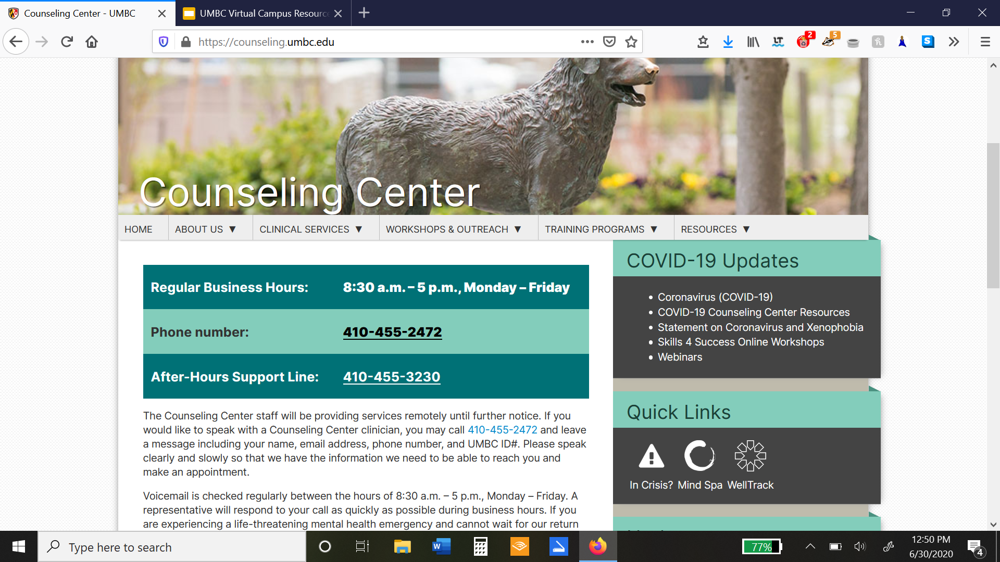 Counseling Center - UMBC
UMBC Virtual Campus Resource
https://counseling.umbc.edu
2
5
Counseling Center
HOME
ABOUT US ▼
CLINICAL SERVICES ▼
WORKSHOPS & OUTREACH ▼
TRAINING PROGRAMS ▼
RESOURCES ▼
Regular Business Hours: 8:30 a.m. – 5 p.m., Monday – Friday
Phone number: 410-455-2472
After-Hours Support Line: 410-455-3230
The Counseling Center staff will be providing services remotely until further notice. If you
would like to speak with a Counseling Center clinician, you may call 410-455-2472 and leave
a message including your name, email address, phone number, and UMBC ID#. Please speak
clearly and slowly so that we have the information we need to be able to reach you and
make an appointment.
Voicemail is checked regularly between the hours of 8:30 a.m. – 5 p.m., Monday – Friday. A
representative will respond to your call as quickly as possible during business hours. If you
are experiencing a life-threatening mental health emergency and cannot wait for our return
COVID-19 Updates
• Coronavirus (COVID-19)
• COVID-19 Counseling Center Resources
• Statement on Coronavirus and Xenophobia
• Skills 4 Success Online Workshops
• Webinars
Quick Links
In Crisis? Mind Spa WellTrack
Type here to search
77%
12:50 PM
6/30/2020
4